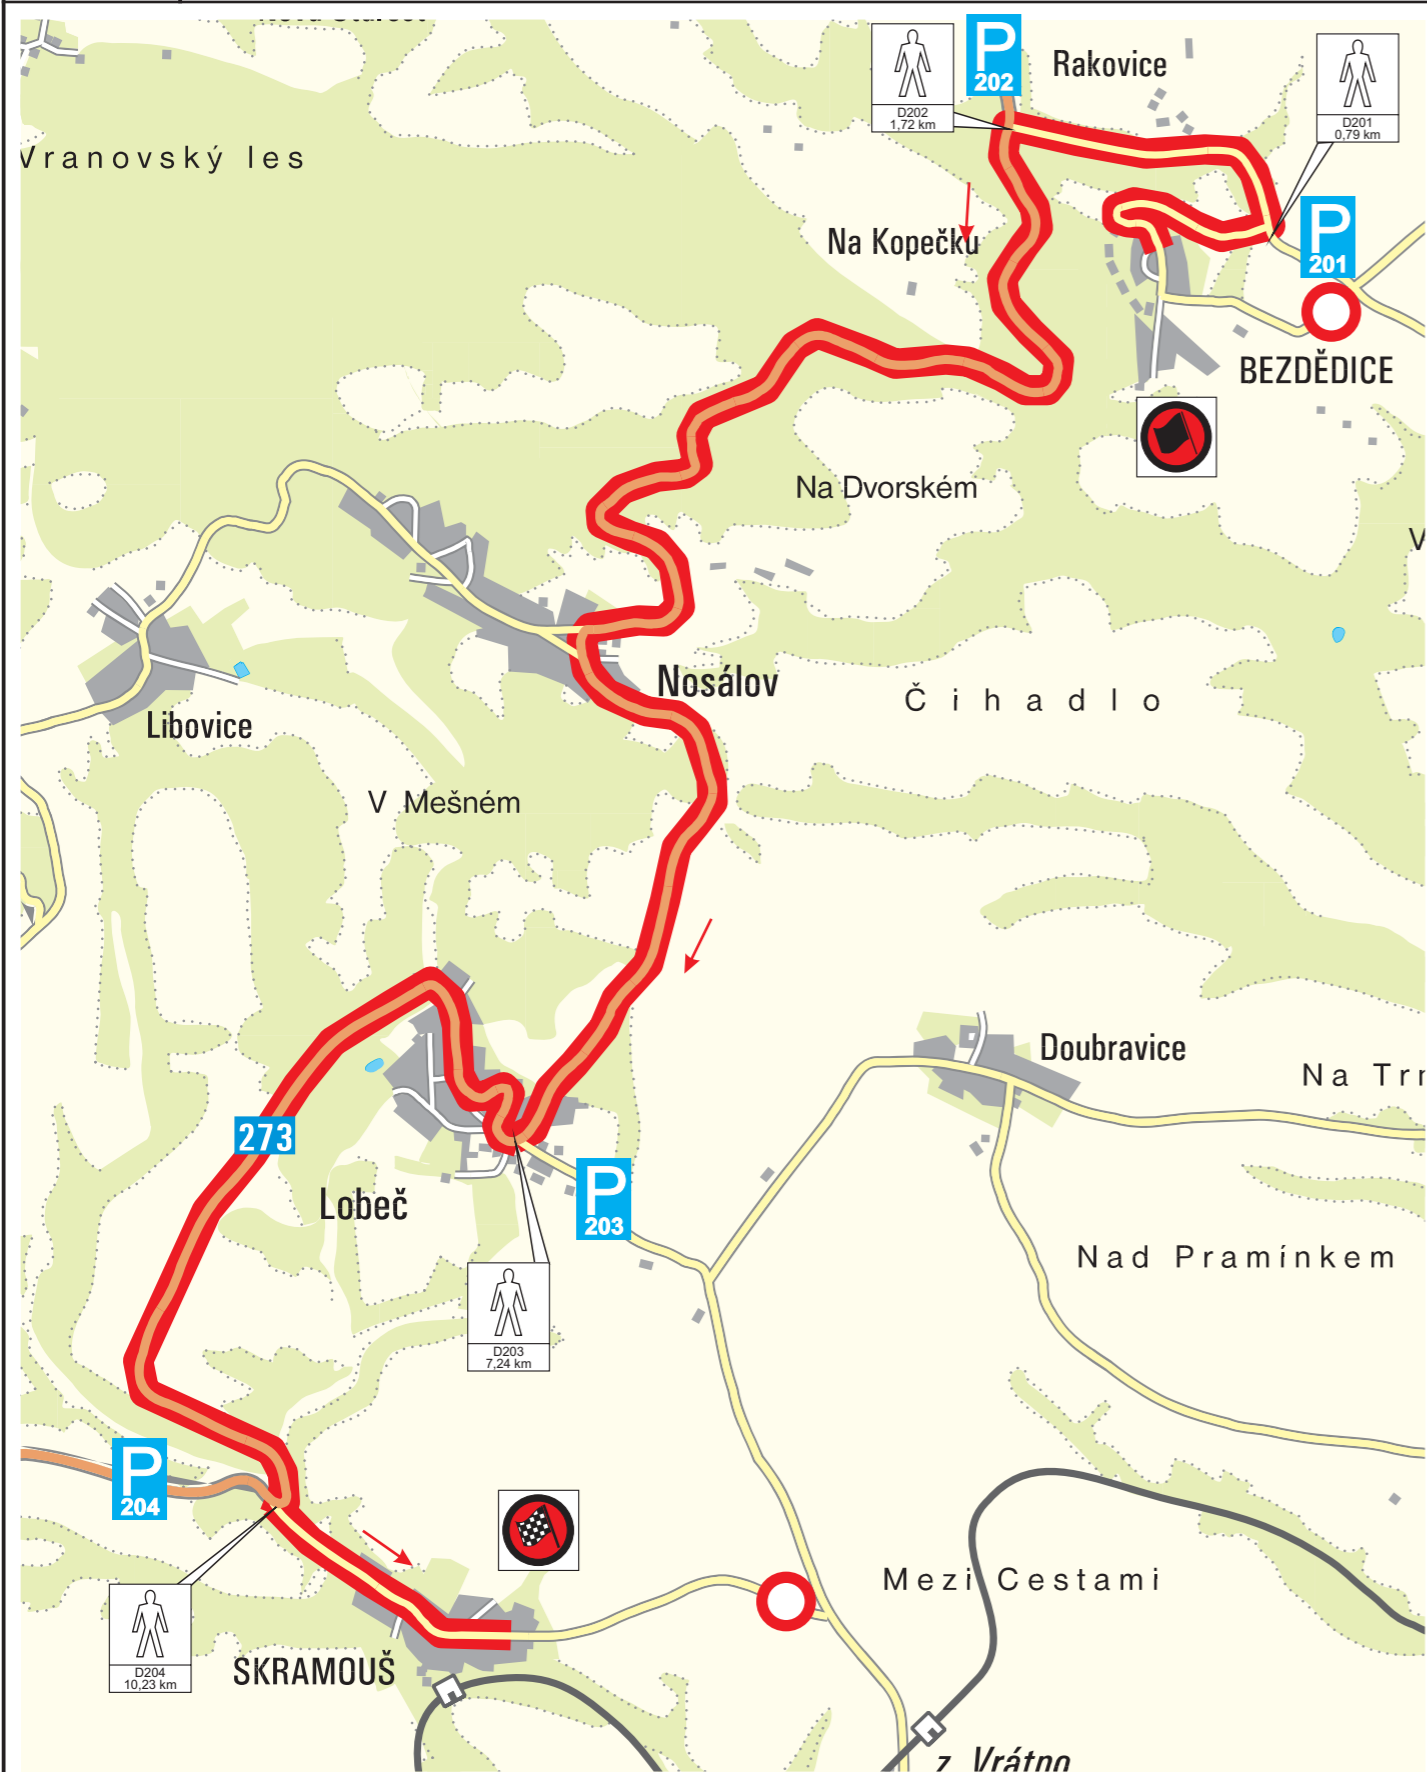 P
202
Rakovice
D202
1,72 km
D201
0,79 km
Vranovský les
P
201
Na Kopečku
BEZDĚDICE
Na Dvorském
V
Nosálov
Čihadlo
Libovice
V Mešném
Doubravice
Na Trn
273
Lobeč
P
203
Nad Pramínkem
D203
7,24 km
P
204
Mezi Cestami
D204
10,23 km
SKRAMOUŠ
z. Vrátno